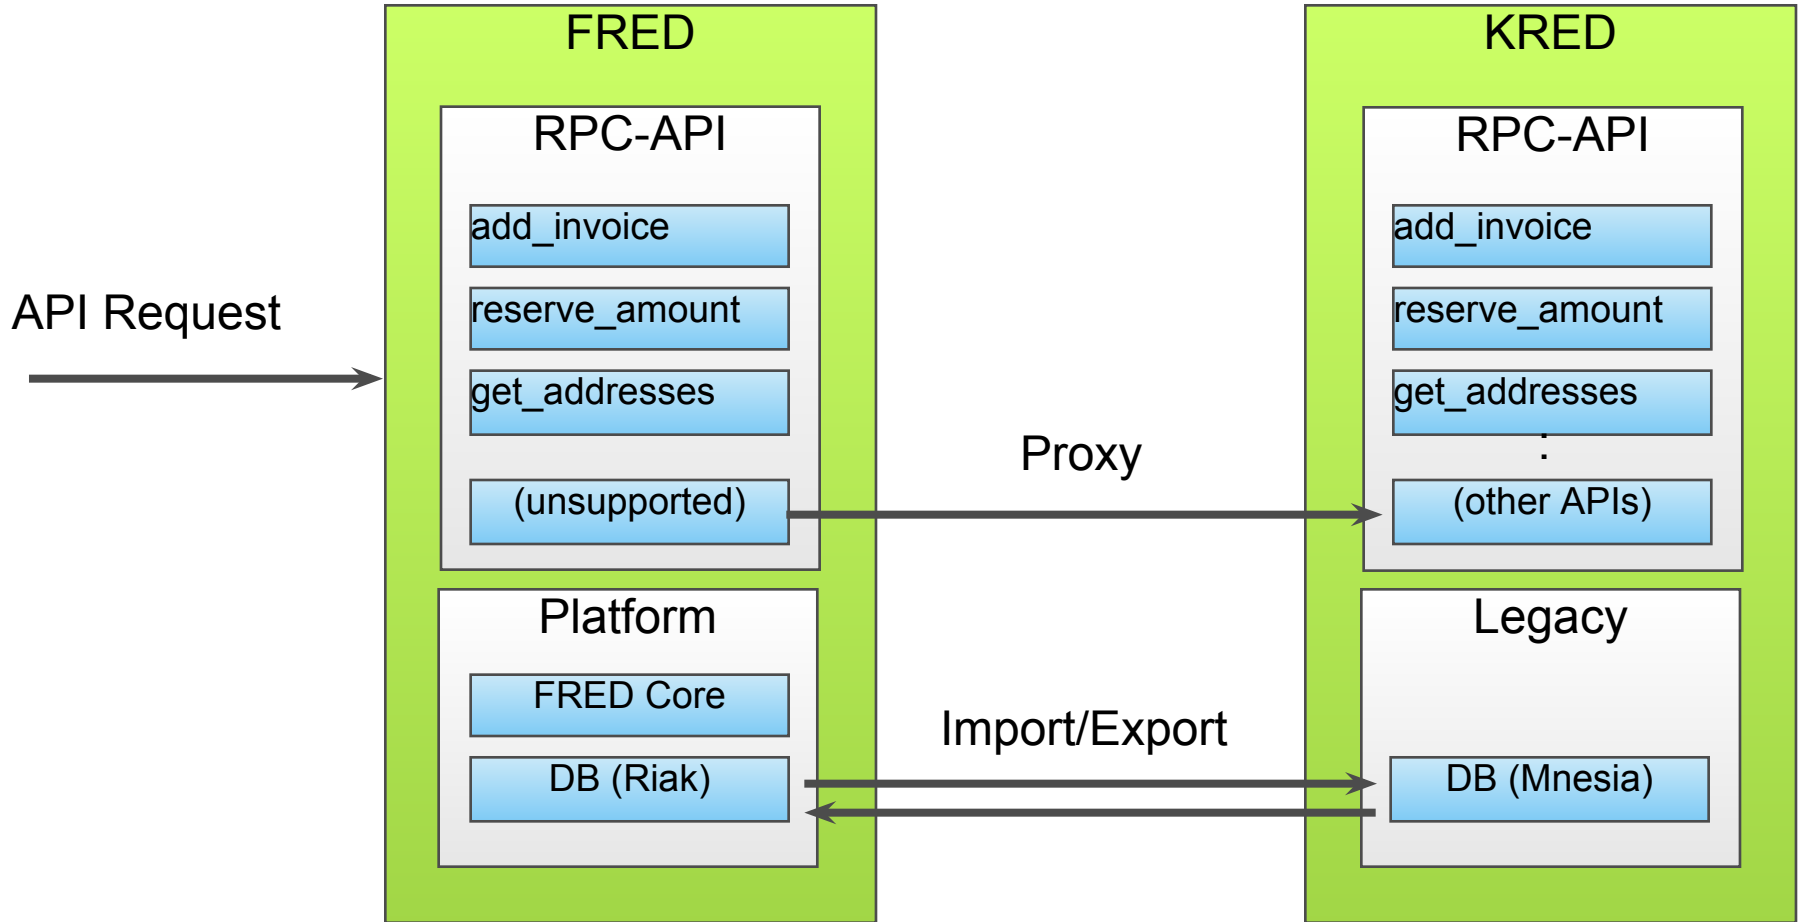 FRED
RPC-API
add_invoice
reserve_amount
get_addresses
(unsupported)
Platform
FRED Core
DB (Riak)
API Request
Proxy
Import/Export
KRED
RPC-API
add_invoice
reserve_amount
get_addresses
:
(other APIs)
Legacy
DB (Mnesia)